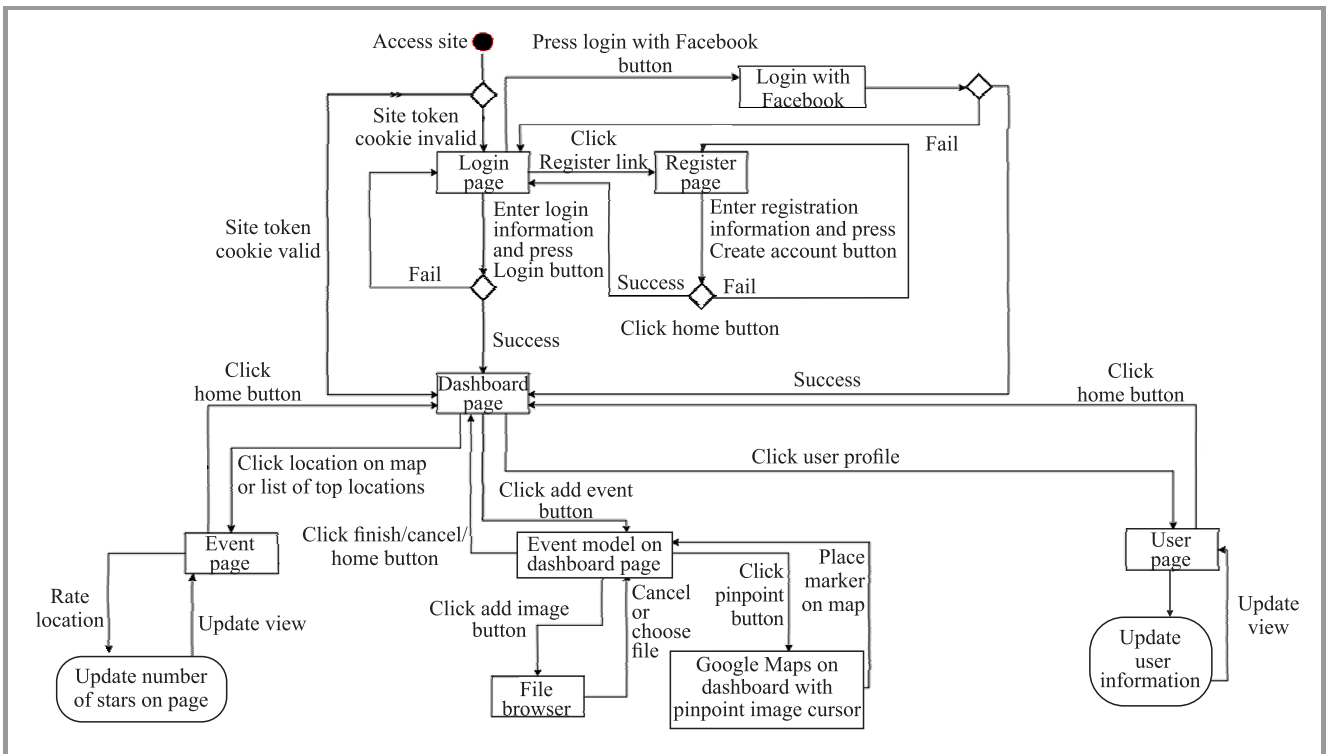 Access site
Press login with Facebook
button
Login with
Facebook
Site token
cookie invalid
Click
Register link
Fail
Login
page
Register
page
Site token
cookie valid
Enter login
information
and press
Login button
Enter registration
information and press
Create account button
Fail
Success
Fail
Click home button
Success
Click
home button
Dashboard
page
Success
Click
home button
Click location on map
or list of top locations
Click user profile
Click add event
button
Click finish/cancel/
home button
Event
page
Event model on
dashboard page
Place
marker
on map
User
page
Click
pinpoint
button
Rate
location
Update view
Click add image
button
Cancel
or
choose
file
Update
view
Update number
of stars on page
File
browser
Google Maps on
dashboard with
pinpoint image cursor
Update
user
information